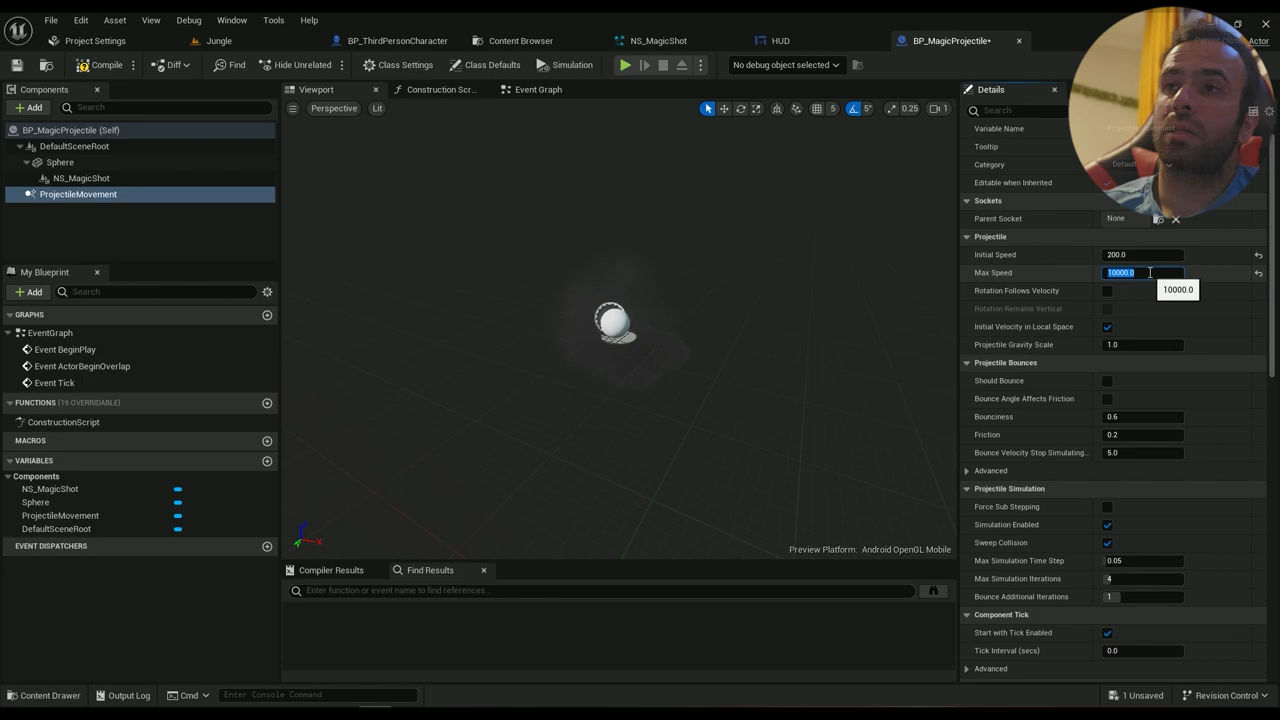 File Edit Asset View Window Debug Tools Help
Project Settings Jungle BP_ThirdPersonCharacter Content Browser NS_MagicShot HUD BP_MagicProjectile• Actor
Compile Diff Find Hide Unrelated Class Settings Class Defaults Simulation No debug object selected
Components Viewport Construction Scr... Event Graph Details
Add Search Perspective Lit 5 5° 0.25 1 Search
BP_MagicProjectile (Self) Variable Name
DefaultSceneRoot Tooltip
Sphere Category Default
NS_MagicShot Editable when Inherited
ProjectileMovement Sockets
Parent Socket None
Projectile
Initial Speed 200.0
Max Speed 10000.0
10000.0
Rotation Follows Velocity
Rotation Remains Vertical
Initial Velocity in Local Space
Projectile Gravity Scale 1.0
Projectile Bounces
Should Bounce
Bounce Angle Affects Friction
Bounciness 0.6
Friction 0.2
Bounce Velocity Stop Simulating... 5.0
Advanced
Projectile Simulation
Force Sub Stepping
Simulation Enabled
Sweep Collision
Max Simulation Time Step 0.05
Max Simulation Iterations 4
Bounce Additional Iterations 1
Component Tick
Start with Tick Enabled
Tick Interval (secs) 0.0
Advanced
My Blueprint
Add Search
GRAPHS
EventGraph
Event BeginPlay
Event ActorBeginOverlap
Event Tick
FUNCTIONS (19 OVERRIDABLE)
ConstructionScript
MACROS
VARIABLES
Components
NS_MagicShot
Sphere
ProjectileMovement
DefaultSceneRoot
EVENT DISPATCHERS
Preview Platform: Android OpenGL Mobile
Compiler Results Find Results
Enter function or event name to find references...
Content Drawer Output Log Cmd Enter Console Command 1 Unsaved Revision Control